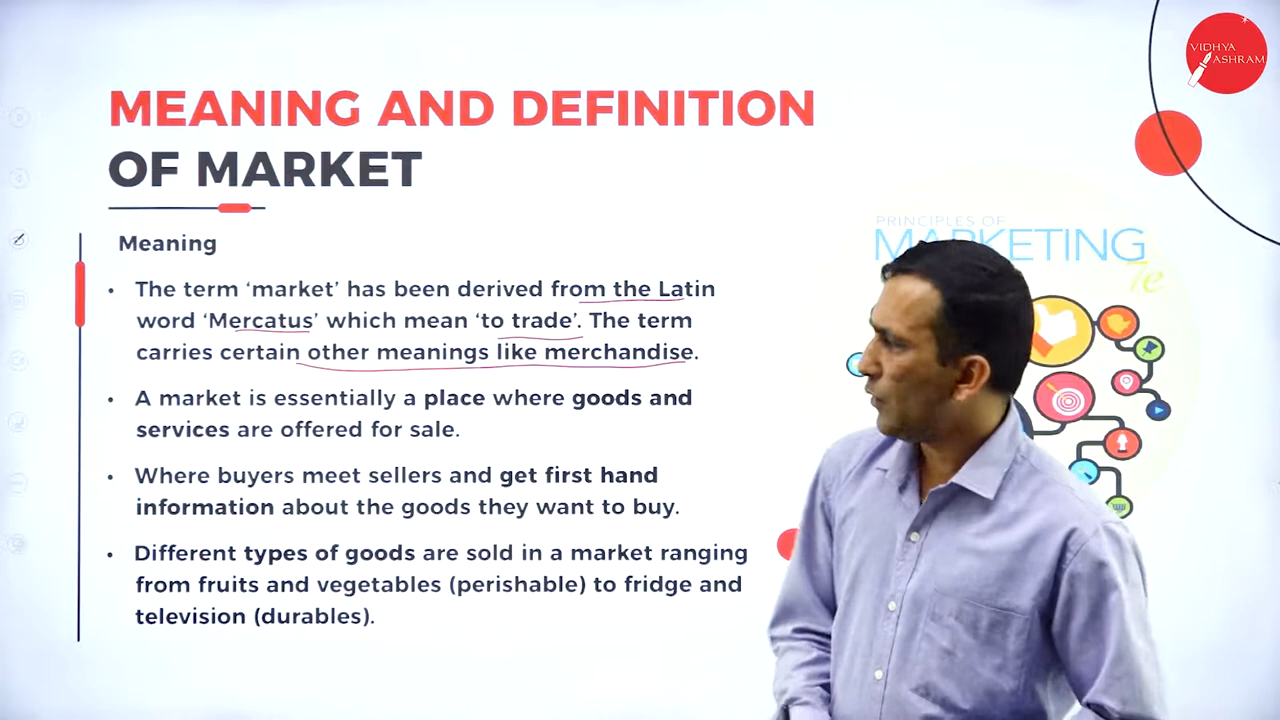 VIDHYA
ASHRAM
MEANING AND DEFINITION
OF MARKET
PRINCIPLES OF
MARKETING
7e
Meaning
• The term ‘market’ has been derived from the Latin
word ‘Mercatus’ which mean ‘to trade’. The term
carries certain other meanings like merchandise.
• A market is essentially a place where goods and
services are offered for sale.
• Where buyers meet sellers and get first hand
information about the goods they want to buy.
• Different types of goods are sold in a market ranging
from fruits and vegetables (perishable) to fridge and
television (durables).